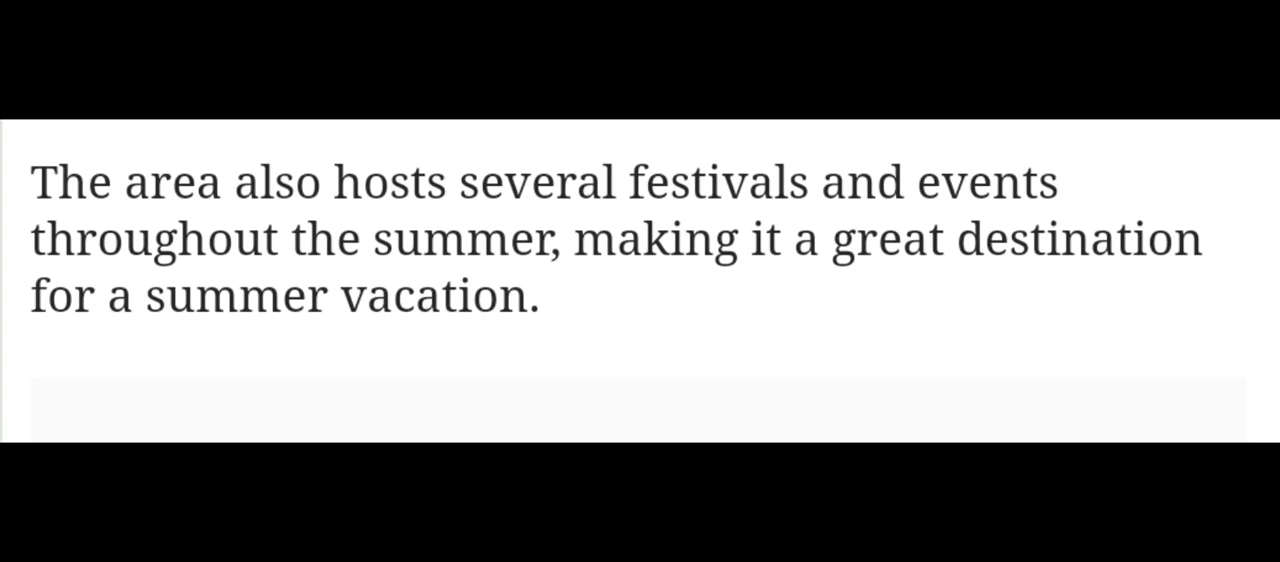 The area also hosts several festivals and events
throughout the summer, making it a great destination
for a summer vacation.